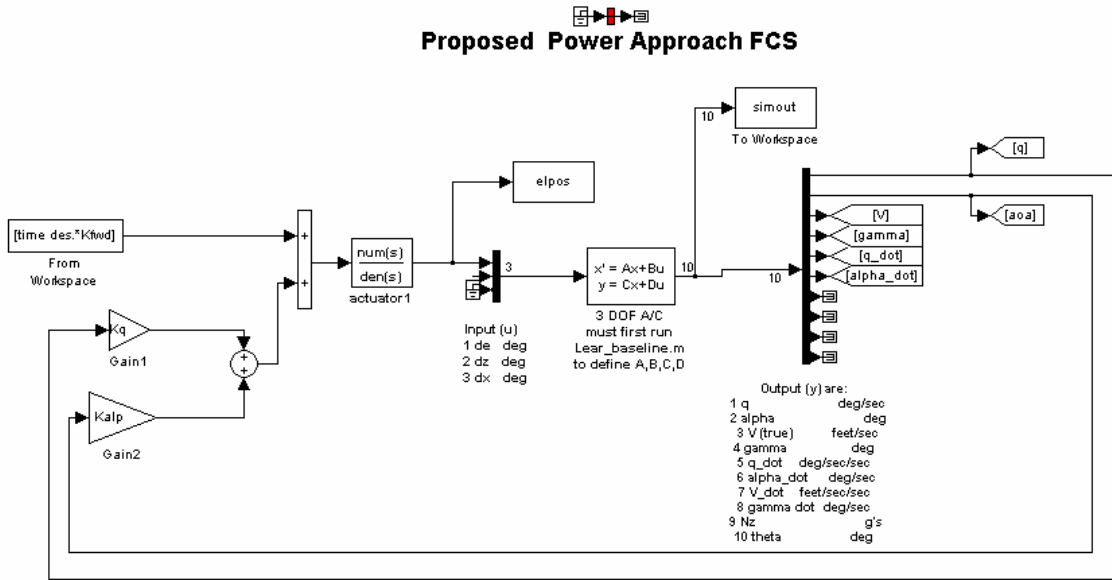 Proposed Power Approach FCS
simout
To Workspace
10
[q]
elpos
[time des.*Kfwd]
From
Workspace
+
+
num(s)
den(s)
actuator1
3
x' = Ax+Bu
y = Cx+Du
10
10
[V]
[gamma]
[q_dot]
[alpha_dot]
[aoa]
3 DOF A/C
must first run
Lear_baseline.m
to define A,B,C,D
Input (u)
1 de deg
2 dz deg
3 dx deg
Kq
Gain1
+
+
Kalp
Gain2
Output (y) are:
1 q deg/sec
2 alpha deg
3 V (true) feet/sec
4 gamma deg
5 q_dot deg/sec/sec
6 alpha_dot deg/sec
7 V_dot feet/sec/sec
8 gamma dot deg/sec
9 Nz g's
10 theta deg